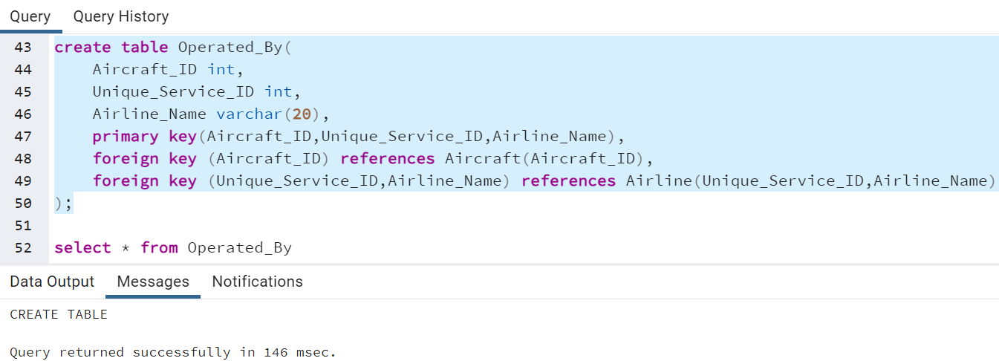 Query Query History
43 create table Operated_By(
44 Aircraft_ID int,
45 Unique_Service_ID int,
46 Airline_Name varchar(20),
47 primary key(Aircraft_ID,Unique_Service_ID,Airline_Name),
48 foreign key (Aircraft_ID) references Aircraft(Aircraft_ID),
49 foreign key (Unique_Service_ID,Airline_Name) references Airline(Unique_Service_ID,Airline_Name)
50 );
51
52 select * from Operated_By
Data Output Messages Notifications
CREATE TABLE
Query returned successfully in 146 msec.